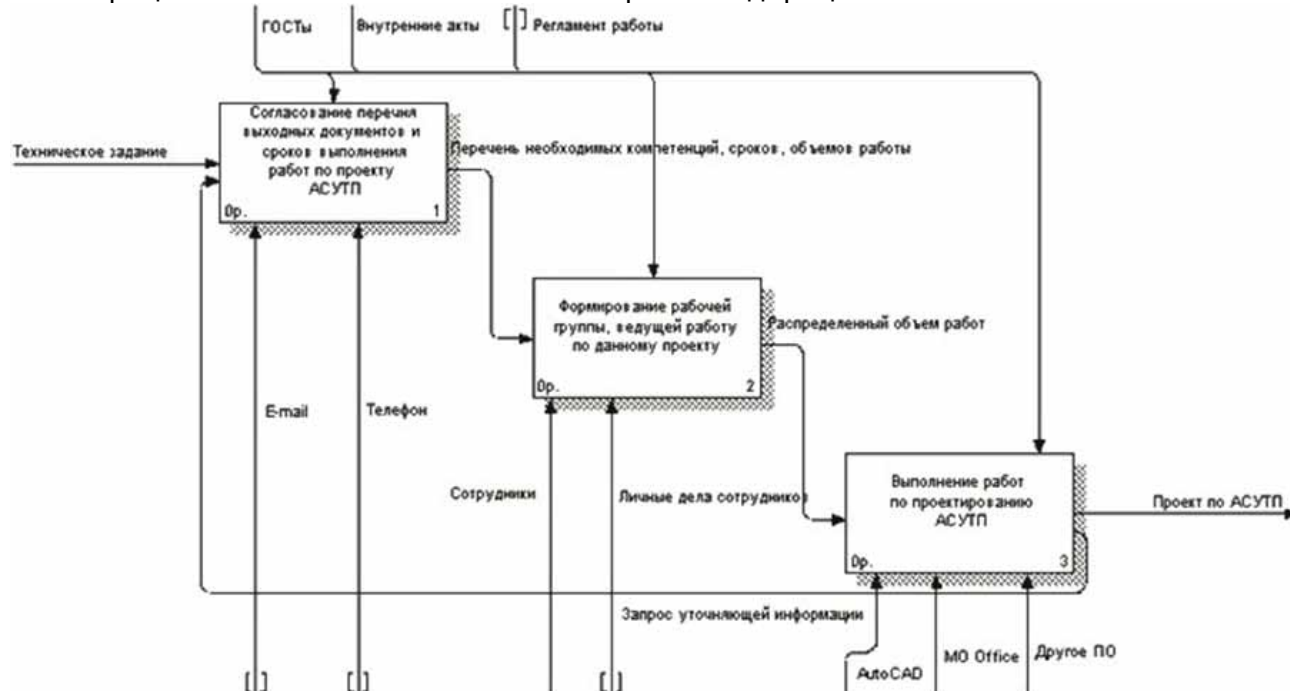 ГОСТы
Внутренние акты
[ ] Регламент работы
Согласование перечня
выходных документов и
сроков выполнения
работ по проекту
АСУТП
0р.
1
Техническое задание
Перечень необходимых компетенций, сроков, объемов работы
Формирование рабочей
группы, ведущей работу
по данному проекту
0р.
2
Распределенный объем работ
E-mail
Телефон
Сотрудники
Личные дела сотрудников
Выполнение работ
по проектированию
АСУТП
0р.
3
Проект по АСУТП
Запрос уточняющей информации
AutoCAD
MO Office
Другое ПО